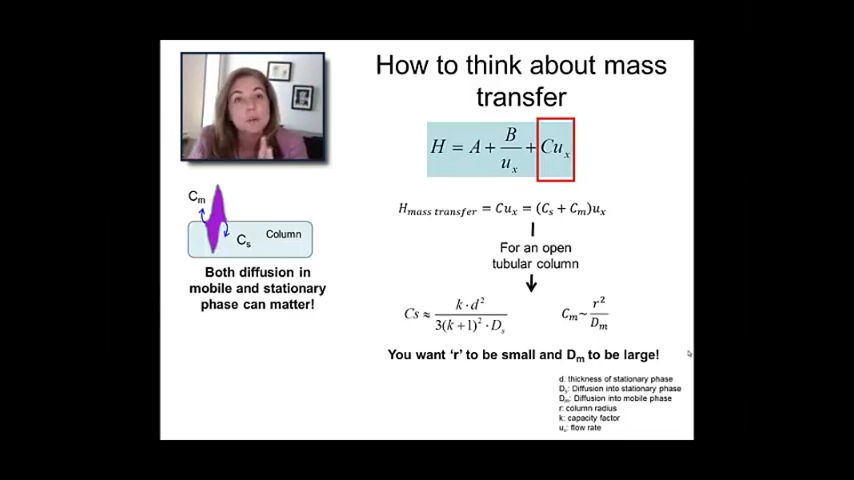 How to think about mass
transfer
H = A + B/u_x + Cu_x
H_mass transfer = Cu_x = (C_s + C_m)u_x
For an open
tubular column
C_m
C_s
Column
Both diffusion in
mobile and stationary
phase can matter!
Cs ≈ k · d² / 3(k + 1)² · D_s
C_m ~ r² / D_m
You want 'r' to be small and D_m to be large!
d: thickness of stationary phase
D_s: Diffusion into stationary phase
D_m: Diffusion into mobile phase
r: column radius
k: capacity factor
u_x: flow rate